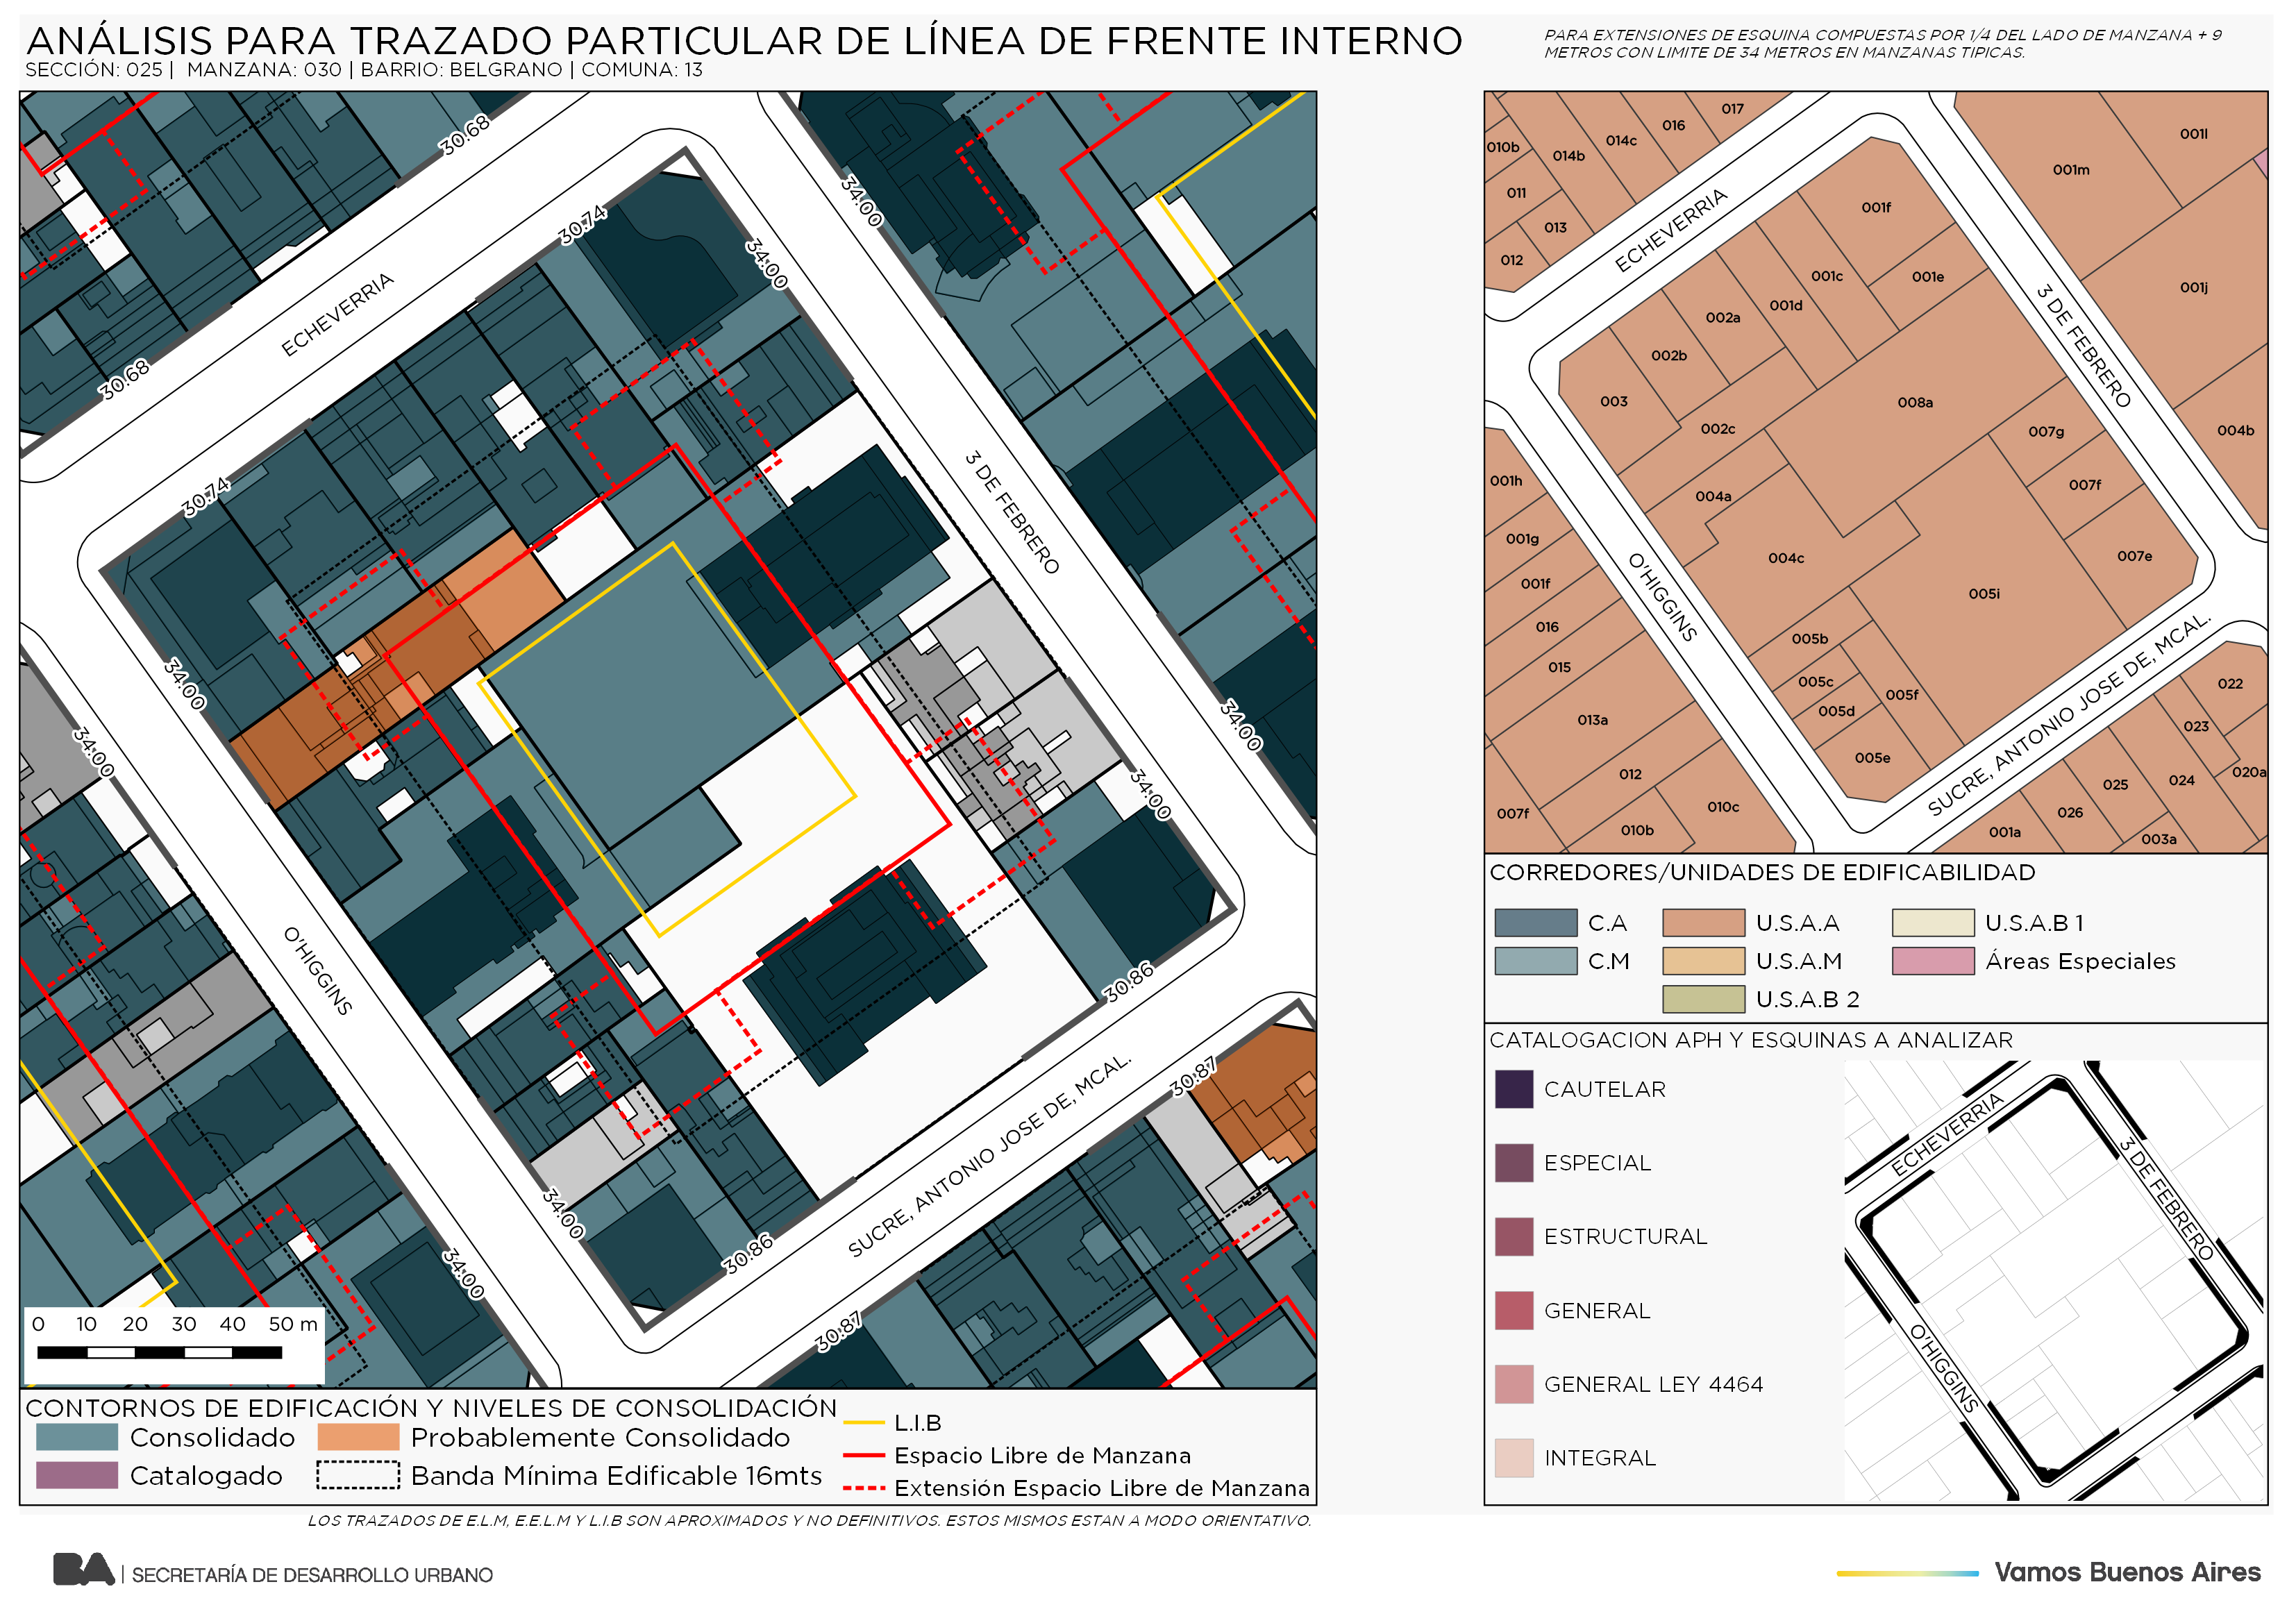 ANÁLISIS PARA TRAZADO PARTICULAR DE LÍNEA DE FRENTE INTERNO
SECCIÓN: 025 | MANZANA: 030 | BARRIO: BELGRANO | COMUNA: 13
PARA EXTENSIONES DE ESQUINA COMPUESTAS POR 1/4 DEL LADO DE MANZANA + 9
METROS CON LIMITE DE 34 METROS EN MANZANAS TIPICAS.
30.68
30.68
ECHEVERRIA
30.74
30.74
34.00
34.00
3 DE FEBRERO
34.00
34.00
34.00
34.00
O'HIGGINS
34.00
34.00
30.86
30.86
SUCRE, ANTONIO JOSE DE, MCAL.
30.87
30.87
0 10 20 30 40 50 m
CONTORNOS DE EDIFICACIÓN Y NIVELES DE CONSOLIDACIÓN
Consolidado
Probablemente Consolidado
Catalogado
Banda Mínima Edificable 16mts
L.I.B
Espacio Libre de Manzana
Extensión Espacio Libre de Manzana
LOS TRAZADOS DE E.L.M, E.E.L.M Y L.I.B SON APROXIMADOS Y NO DEFINITIVOS. ESTOS MISMOS ESTAN A MODO ORIENTATIVO.
017
016
014c
014b
010b
011
013
012
ECHEVERRIA
001l
001m
001j
004b
3 DE FEBRERO
001f
001e
001c
001d
002a
002b
003
002c
008a
007g
007f
007e
004a
004c
005i
005b
005c
005d
005f
005e
O'HIGGINS
001h
001g
001f
016
015
013a
012
010c
010b
007f
SUCRE, ANTONIO JOSE DE, MCAL.
022
023
020a
024
025
026
001a
003a
CORREDORES/UNIDADES DE EDIFICABILIDAD
C.A
U.S.A.A
U.S.A.B 1
C.M
U.S.A.M
Áreas Especiales
U.S.A.B 2
CATALOGACION APH Y ESQUINAS A ANALIZAR
CAUTELAR
ESPECIAL
ESTRUCTURAL
GENERAL
GENERAL LEY 4464
INTEGRAL
ECHEVERRIA
3 DE FEBRERO
O'HIGGINS
BA | SECRETARÍA DE DESARROLLO URBANO
Vamos Buenos Aires